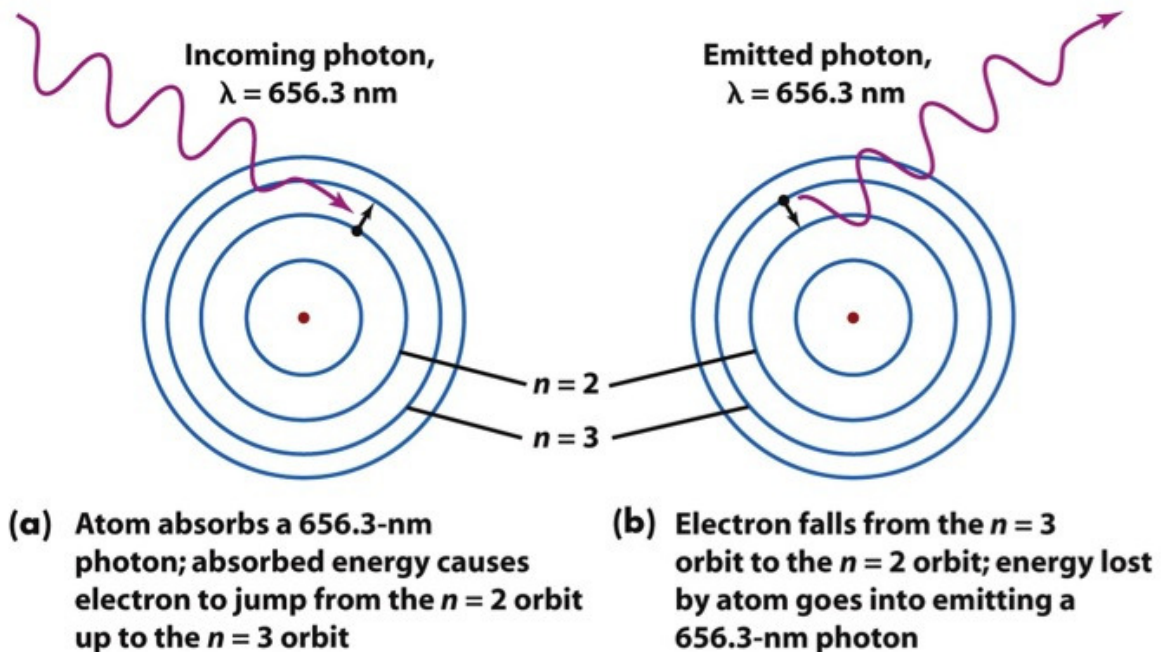 Incoming photon,
λ = 656.3 nm
Emitted photon,
λ = 656.3 nm
n = 2
n = 3
(a) Atom absorbs a 656.3-nm
photon; absorbed energy causes
electron to jump from the n = 2 orbit
up to the n = 3 orbit
(b) Electron falls from the n = 3
orbit to the n = 2 orbit; energy lost
by atom goes into emitting a
656.3-nm photon